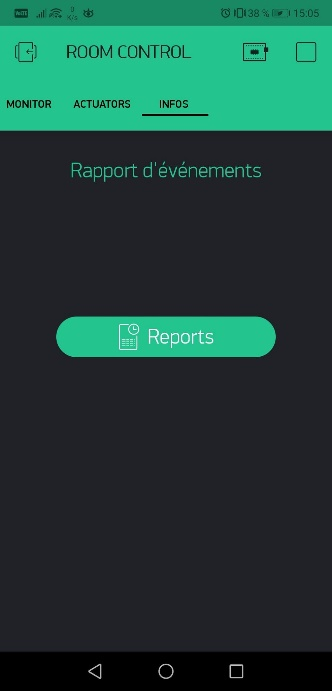 38 % 15:05
ROOM CONTROL
MONITOR ACTUATORS INFOS
Rapport d'événements
Reports